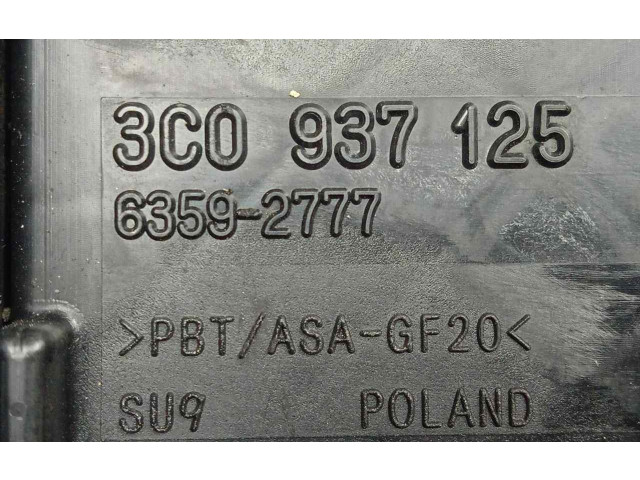 3C0 937 125
6359-2777
>PBT/ASA-GF20<
SU9 POLAND